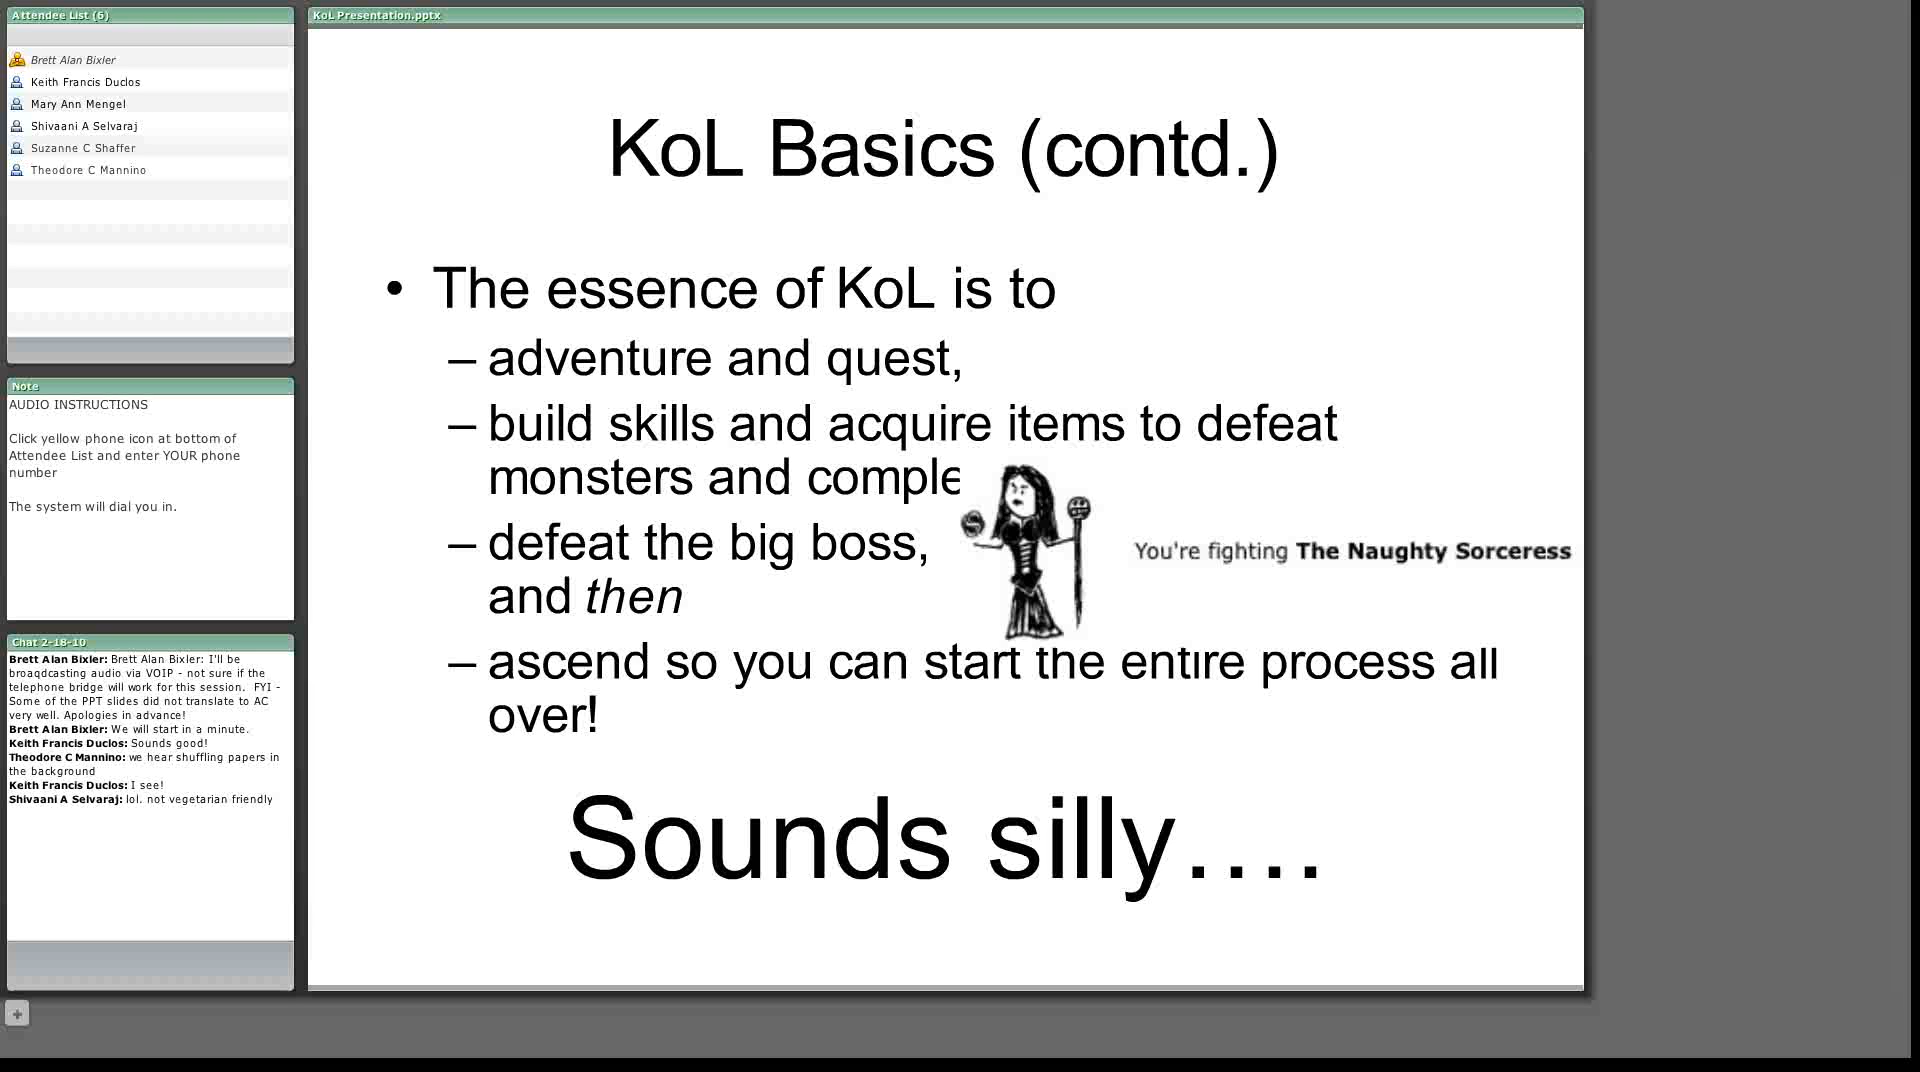 Attendee List (6)
Brett Alan Bixler
Keith Francis Duclos
Mary Ann Mengel
Shivaani A Selvaraj
Suzanne C Shaffer
Theodore C Mannino
Note
AUDIO INSTRUCTIONS
Click yellow phone icon at bottom of
Attendee List and enter YOUR phone
number
The system will dial you in.
Chat 2-18-10
Brett Alan Bixler: Brett Alan Bixler: I'll be
broaqdcasting audio via VOIP - not sure if the
telephone bridge will work for this session.  FYI -
Some of the PPT slides did not translate to AC
very well. Apologies in advance!
Brett Alan Bixler: We will start in a minute.
Keith Francis Duclos: Sounds good!
Theodore C Mannino: we hear shuffling papers in
the background
Keith Francis Duclos: I see!
Shivaani A Selvaraj: lol. not vegetarian friendly
KoL Presentation.pptx
KoL Basics (contd.)
• The essence of KoL is to
– adventure and quest,
– build skills and acquire items to defeat
monsters and comple
– defeat the big boss,
and then
You're fighting The Naughty Sorceress
– ascend so you can start the entire process all
over!
Sounds silly….